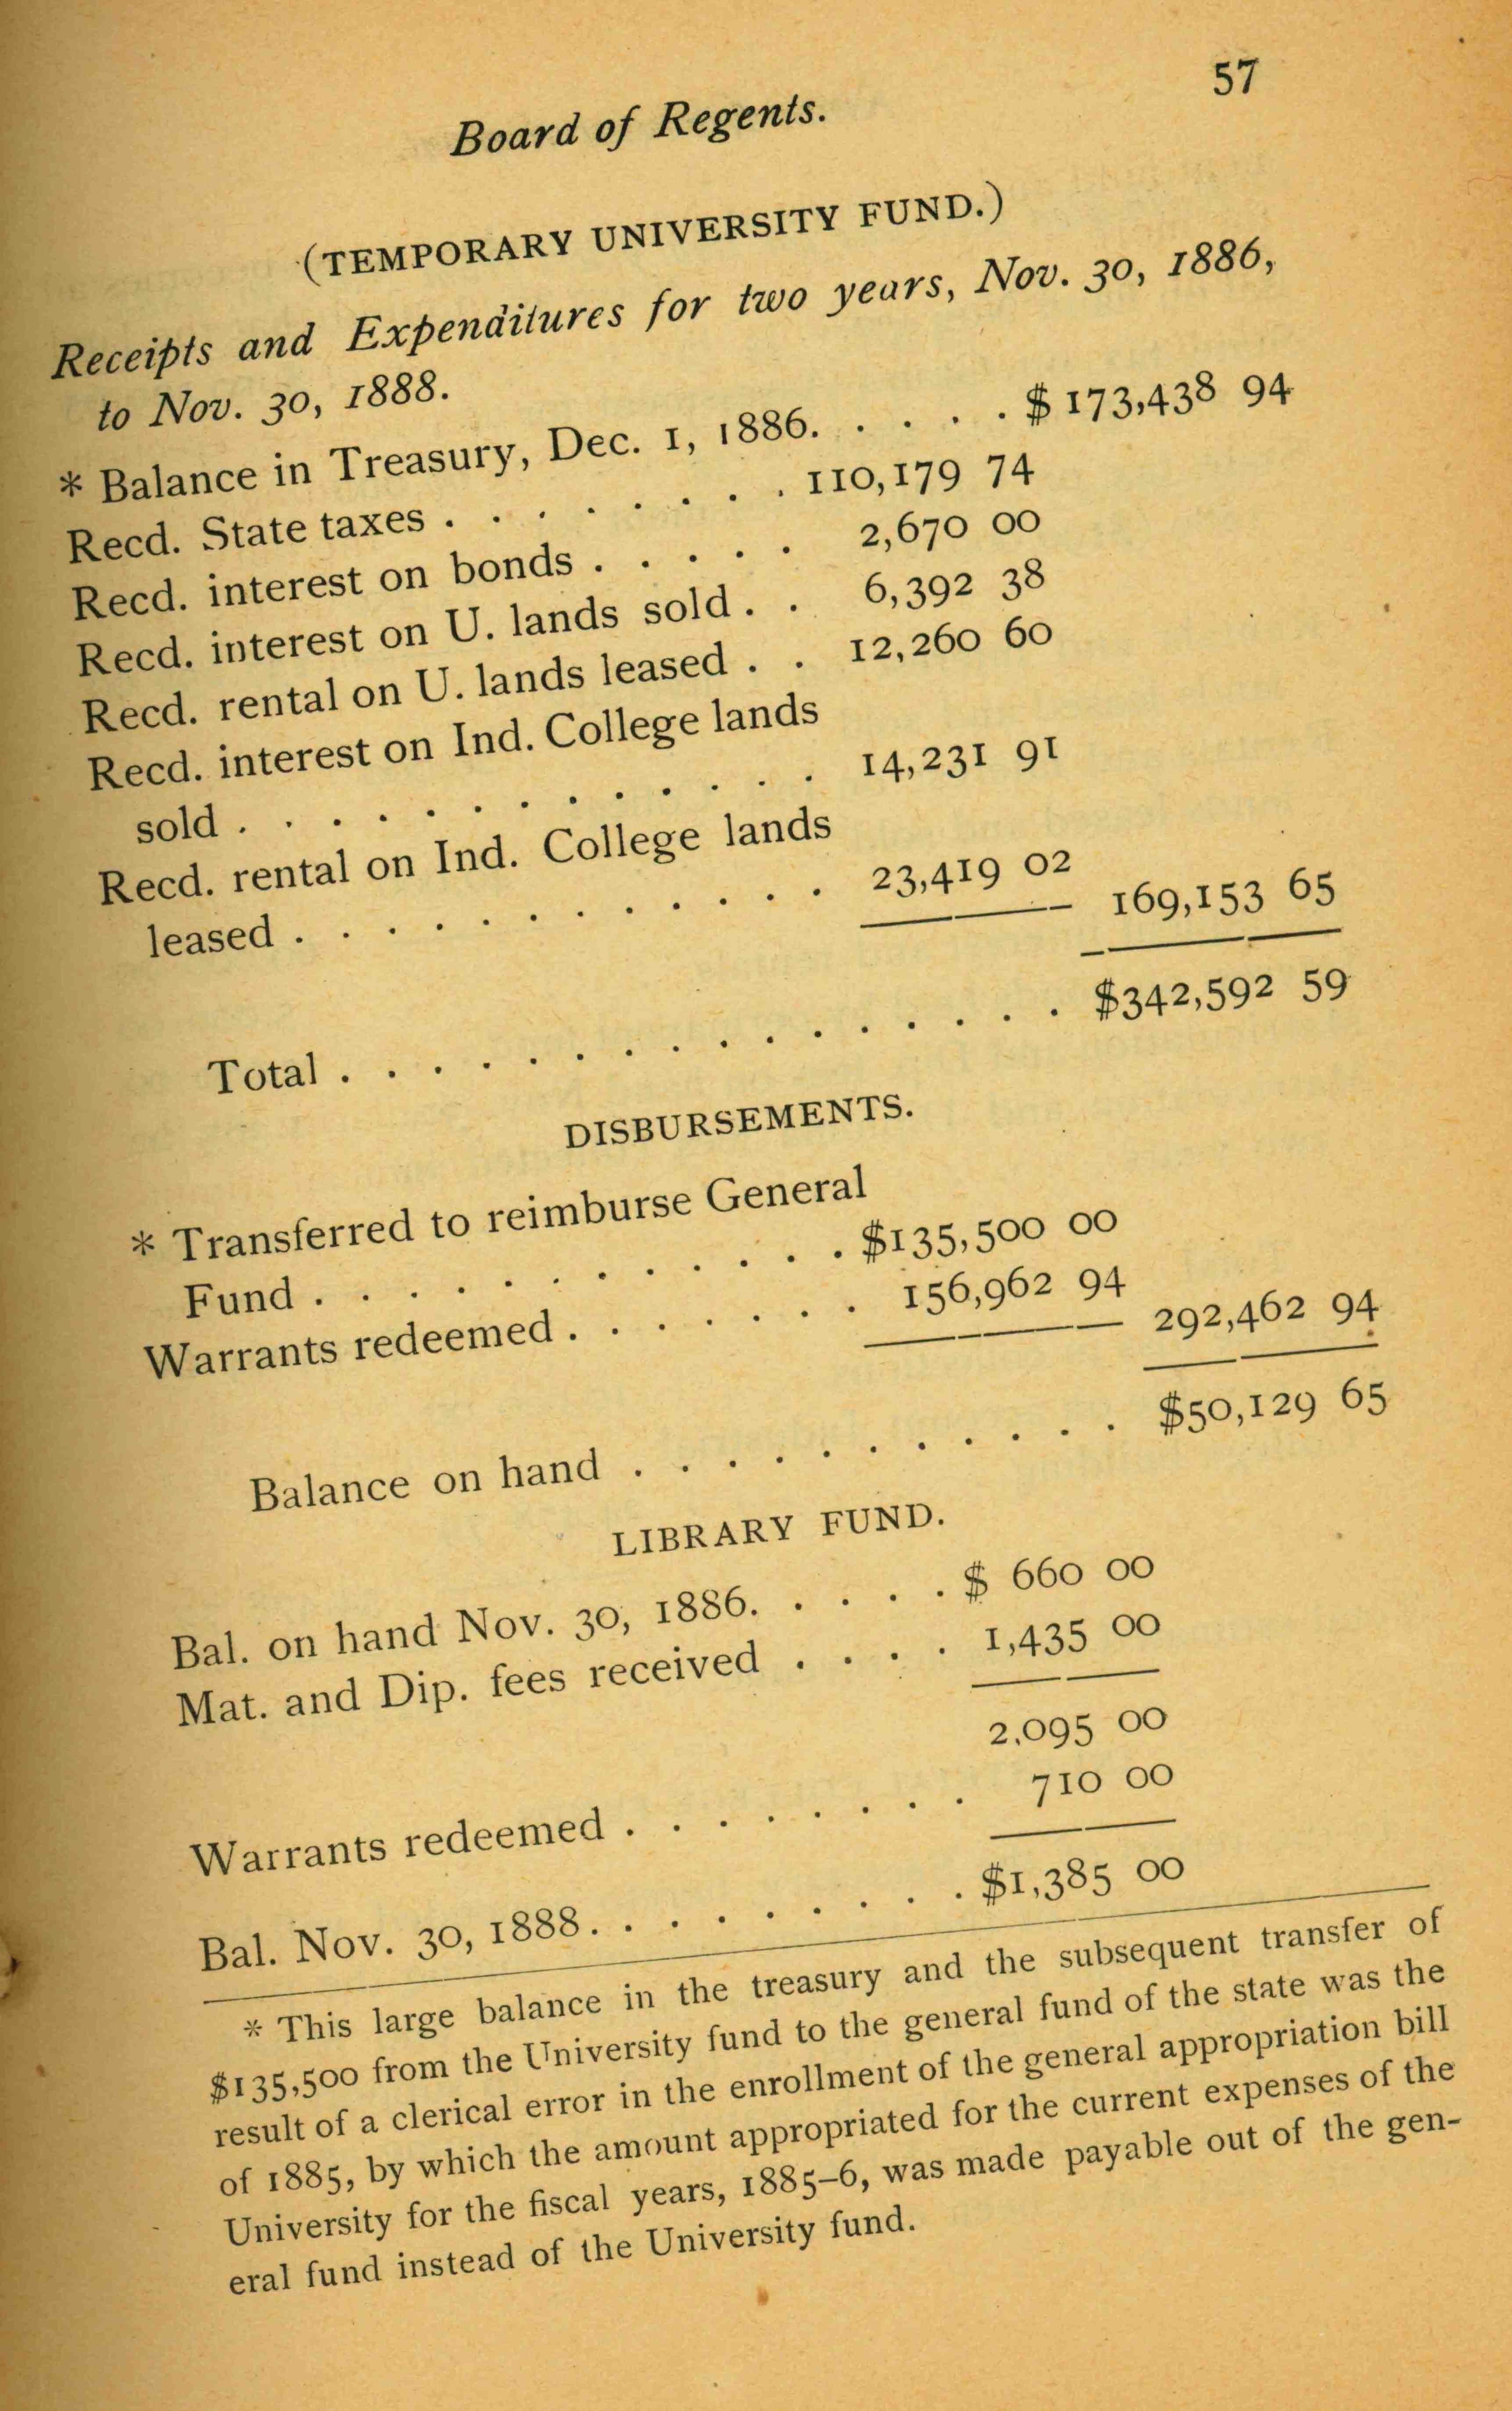 57
Board of Regents.
(TEMPORARY UNIVERSITY FUND.)
Receipts and Expenditures for two years, Nov. 30, 1886,
to Nov. 30, 1888.
* Balance in Treasury, Dec. 1, 1886. . . . . $ 173,438 94
Recd. State taxes . . . . . . . . 110,179 74
Recd. interest on bonds . . . . . 2,670 00
Recd. interest on U. lands sold . . 6,392 38
Recd. rental on U. lands leased . . 12,260 60
Recd. interest on Ind. College lands
sold . . . . . . . . . . . . . 14,231 91
Recd. rental on Ind. College lands
leased . . . . . . . . . . . . 23,419 02
169,153 65
Total . . . . . . . . . . . . . . . . $342,592 59
DISBURSEMENTS.
* Transferred to reimburse General
Fund . . . . . . . . . . . . $135,500 00
Warrants redeemed . . . . . . . 156,962 94
292,462 94
Balance on hand . . . . . . . . . . . $50,129 65
LIBRARY FUND.
Bal. on hand Nov. 30, 1886. . . . . $ 660 00
Mat. and Dip. fees received . . . . 1,435 00
2,095 00
Warrants redeemed . . . . . . . . 710 00
Bal. Nov. 30, 1888. . . . . . . . . $1,385 00
* This large balance in the treasury and the subsequent transfer of
$135,500 from the University fund to the general fund of the state was the
result of a clerical error in the enrollment of the general appropriation bill
of 1885, by which the amount appropriated for the current expenses of the
University for the fiscal years, 1885–6, was made payable out of the gen-
eral fund instead of the University fund.